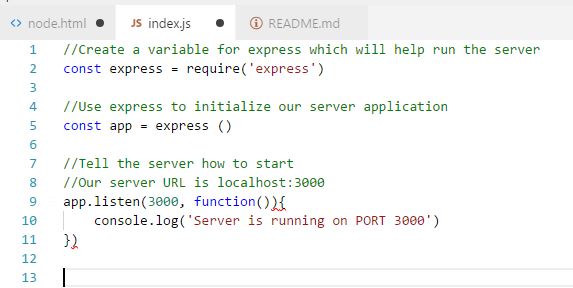 <> node.html ●
JS index.js ●
README.md
1 //Create a variable for express which will help run the server
2 const express = require('express')
3
4 //Use express to initialize our server application
5 const app = express ()
6
7 //Tell the server how to start
8 //Our server URL is localhost:3000
9 app.listen(3000, function()){
10 console.log('Server is running on PORT 3000')
11 })
12
13